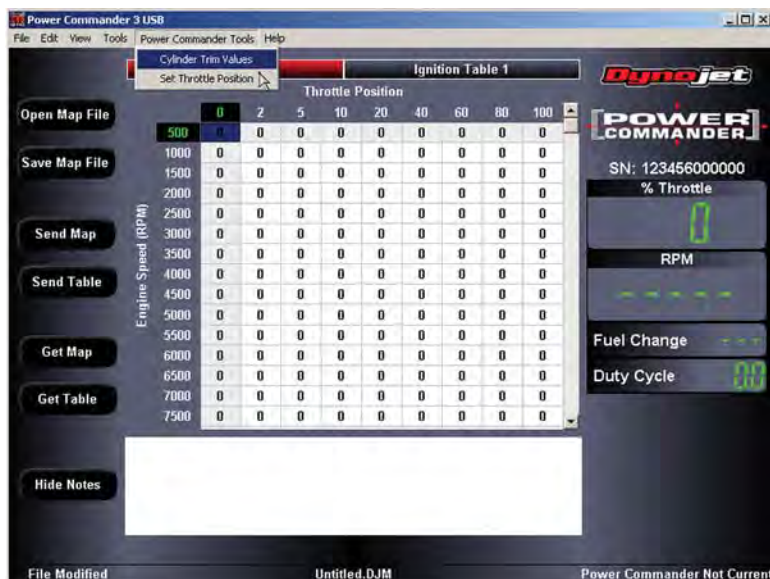 Power Commander 3 USB
File Edit View Tools Power Commander Tools Help
Cylinder Trim Values
Set Throttle Position
Ignition Table 1
Throttle Position
0 2 5 10 20 40 60 80 100
Engine Speed (RPM)
500 0 0 0 0 0 0 0 0 0
1000 0 0 0 0 0 0 0 0 0
1500 0 0 0 0 0 0 0 0 0
2000 0 0 0 0 0 0 0 0 0
2500 0 0 0 0 0 0 0 0 0
3000 0 0 0 0 0 0 0 0 0
3500 0 0 0 0 0 0 0 0 0
4000 0 0 0 0 0 0 0 0 0
4500 0 0 0 0 0 0 0 0 0
5000 0 0 0 0 0 0 0 0 0
5500 0 0 0 0 0 0 0 0 0
6000 0 0 0 0 0 0 0 0 0
6500 0 0 0 0 0 0 0 0 0
7000 0 0 0 0 0 0 0 0 0
7500 0 0 0 0 0 0 0 0 0
Open Map File
Save Map File
Send Map
Send Table
Get Map
Get Table
Hide Notes
Dynojet
POWER
COMMANDER
SN: 123456000000
% Throttle
0
RPM
- - - - -
Fuel Change - - -
Duty Cycle 0.0
File Modified Untitled.DJM Power Commander Not Current